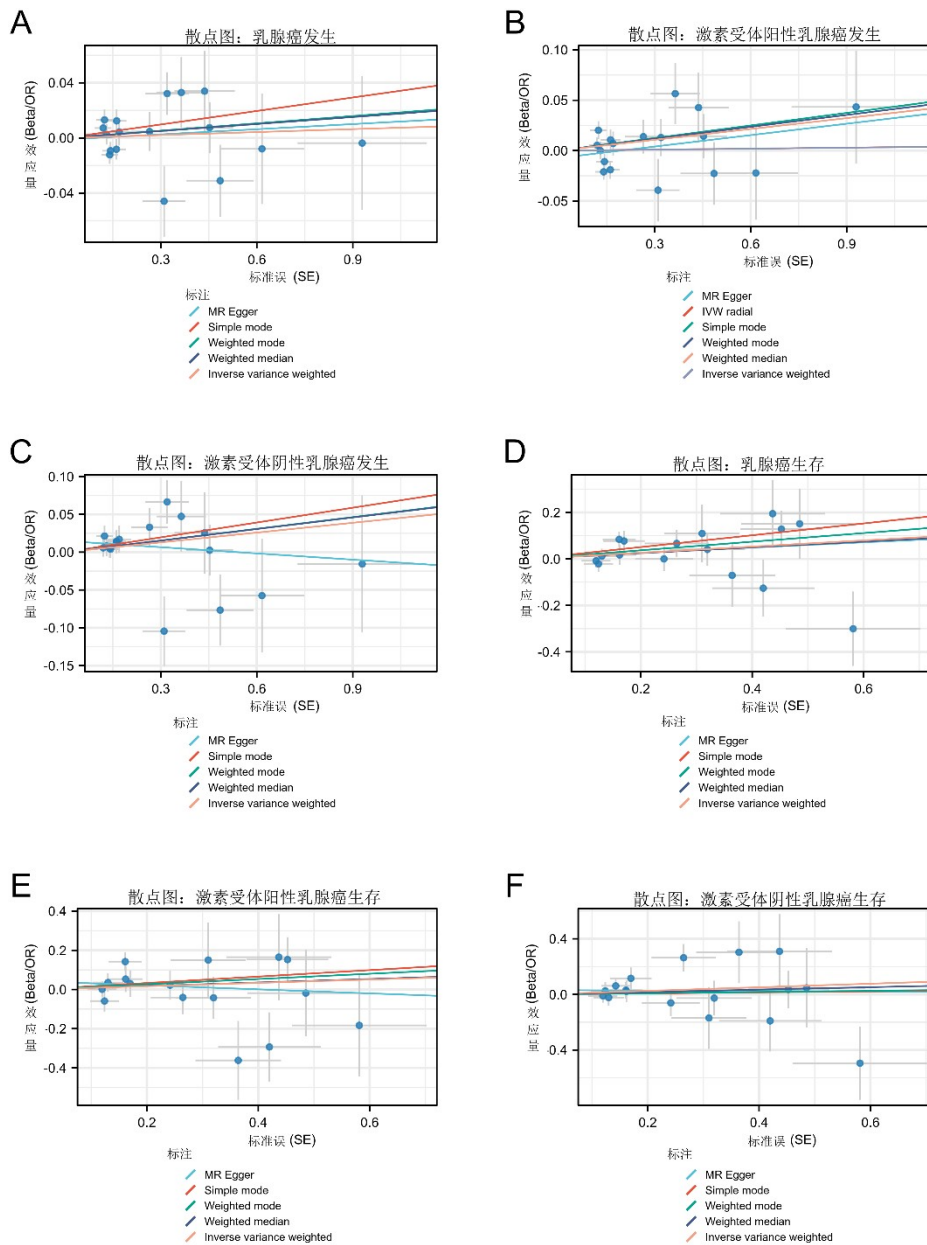 A
散点图：乳腺癌发生
效应量 (Beta/OR)
0.04
0.00
-0.04
0.3
0.6
0.9
标准误 (SE)
标注
MR Egger
Simple mode
Weighted mode
Weighted median
Inverse variance weighted
B
散点图：激素受体阳性乳腺癌发生
效应量 (Beta/OR)
0.10
0.05
0.00
-0.05
0.3
0.6
0.9
标准误 (SE)
标注
MR Egger
IVW radial
Simple mode
Weighted mode
Weighted median
Inverse variance weighted
C
散点图：激素受体阴性乳腺癌发生
效应量 (Beta/OR)
0.10
0.05
0.00
-0.05
-0.10
-0.15
0.3
0.6
0.9
标准误 (SE)
标注
MR Egger
Simple mode
Weighted mode
Weighted median
Inverse variance weighted
D
散点图：乳腺癌生存
效应量 (Beta/OR)
0.2
0.0
-0.2
-0.4
0.2
0.4
0.6
标准误 (SE)
标注
MR Egger
Simple mode
Weighted mode
Weighted median
Inverse variance weighted
E
散点图：激素受体阳性乳腺癌生存
效应量 (Beta/OR)
0.4
0.2
0.0
-0.2
-0.4
0.2
0.4
0.6
标准误 (SE)
标注
MR Egger
Simple mode
Weighted mode
Weighted median
Inverse variance weighted
F
散点图：激素受体阴性乳腺癌生存
效应量 (Beta/OR)
0.4
0.0
-0.4
0.2
0.4
0.6
标准误 (SE)
标注
MR Egger
Simple mode
Weighted mode
Weighted median
Inverse variance weighted